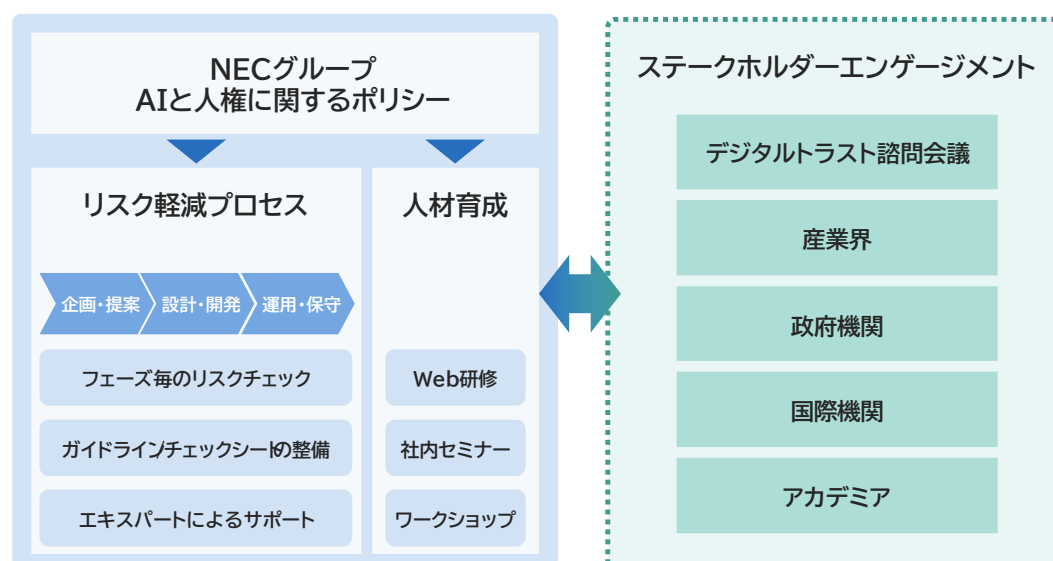 NECグループ
AIと人権に関するポリシー
リスク軽減プロセス
企画・提案
設計・開発
運用・保守
フェーズ毎のリスクチェック
ガイドライン/チェックシートの整備
エキスパートによるサポート
人材育成
Web研修
社内セミナー
ワークショップ
ステークホルダーエンゲージメント
デジタルトラスト諮問会議
産業界
政府機関
国際機関
アカデミア